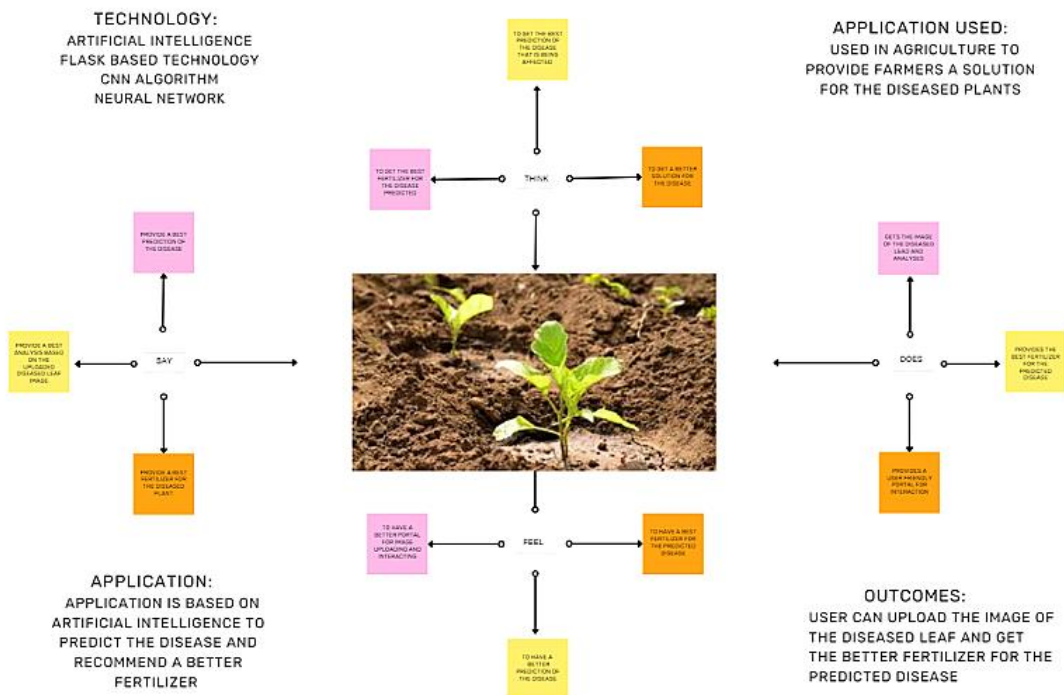 TECHNOLOGY:
ARTIFICIAL INTELLIGENCE
FLASK BASED TECHNOLOGY
CNN ALGORITHM
NEURAL NETWORK
TO GET THE BEST
PREDICTION OF
THE DISEASE
THAT IS BEING
AFFECTED
APPLICATION USED:
USED IN AGRICULTURE TO
PROVIDE FARMERS A SOLUTION
FOR THE DISEASED PLANTS
TO GET THE BEST
FERTILIZER FOR
THE DISEASE
PREDICTED
THINK
TO GET A BETTER
SOLUTION FOR
THE DISEASE
PROVIDE A BEST
PREDICTION OF
THE DISEASE
GETS THE IMAGE
OF THE DISEASED
LEAD AND
ANALYSES
PROVIDE A BEST
ANALYSIS BASED
ON THE
UPLOADED
DISEASED LEAF
IMAGE
SAY
DOES
PROVIDES THE
BEST FERTILIZER
FOR THE
PREDICTED
DISEASE
PROVIDE A BEST
FERTILIZER FOR
THE DISEASED
PLANT
PROVIDES A
USER FRIENDLY
PORTAL FOR
INTERACTION
TO HAVE A
BETTER PORTAL
FOR IMAGE
UPLOADING AND
INTERACTING
FEEL
TO HAVE A BEST
FERTILIZER FOR
THE PREDICTED
DISEASE
APPLICATION:
APPLICATION IS BASED ON
ARTIFICIAL INTELLIGENCE TO
PREDICT THE DISEASE AND
RECOMMEND A BETTER
FERTILIZER
TO HAVE A
BETTER
PREDICTION OF
THE DISEASE
OUTCOMES:
USER CAN UPLOAD THE IMAGE OF
THE DISEASED LEAF AND GET
THE BETTER FERTILIZER FOR THE
PREDICTED DISEASE